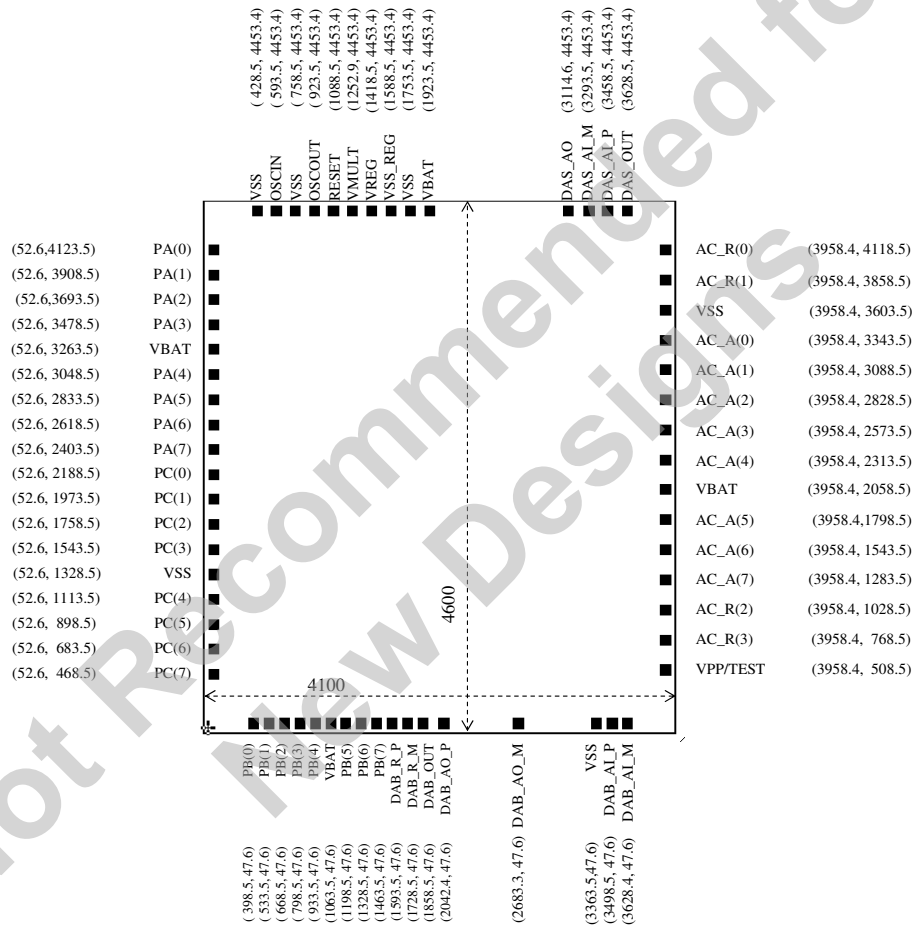 ( 428.5, 4453.4)
( 593.5, 4453.4)
( 758.5, 4453.4)
( 923.5, 4453.4)
(1088.5, 4453.4)
(1252.9, 4453.4)
(1418.5, 4453.4)
(1588.5, 4453.4)
(1753.5, 4453.4)
(1923.5, 4453.4)
(3114.6, 4453.4)
(3293.5, 4453.4)
(3458.5, 4453.4)
(3628.5, 4453.4)
VSS
OSCIN
VSS
OSCOUT
RESET
VMULT
VREG
VSS_REG
VSS
VBAT
DAS_AO
DAS_AI_M
DAS_AI_P
DAS_OUT
(52.6,4123.5) PA(0)
(52.6, 3908.5) PA(1)
(52.6,3693.5) PA(2)
(52.6, 3478.5) PA(3)
(52.6, 3263.5) VBAT
(52.6, 3048.5) PA(4)
(52.6, 2833.5) PA(5)
(52.6, 2618.5) PA(6)
(52.6, 2403.5) PA(7)
(52.6, 2188.5) PC(0)
(52.6, 1973.5) PC(1)
(52.6, 1758.5) PC(2)
(52.6, 1543.5) PC(3)
(52.6, 1328.5) VSS
(52.6, 1113.5) PC(4)
(52.6, 898.5) PC(5)
(52.6, 683.5) PC(6)
(52.6, 468.5) PC(7)
AC_R(0) (3958.4, 4118.5)
AC_R(1) (3958.4, 3858.5)
VSS (3958.4, 3603.5)
AC_A(0) (3958.4, 3343.5)
AC_A(1) (3958.4, 3088.5)
AC_A(2) (3958.4, 2828.5)
AC_A(3) (3958.4, 2573.5)
AC_A(4) (3958.4, 2313.5)
VBAT (3958.4, 2058.5)
AC_A(5) (3958.4,1798.5)
AC_A(6) (3958.4, 1543.5)
AC_A(7) (3958.4, 1283.5)
AC_R(2) (3958.4, 1028.5)
AC_R(3) (3958.4, 768.5)
VPP/TEST (3958.4, 508.5)
4600
4100
PB(0)
PB(1)
PB(2)
PB(3)
PB(4)
VBAT
PB(5)
PB(6)
PB(7)
DAB_R_P
DAB_R_M
DAB_OUT
DAB_AO_P
DAB_AO_M
VSS
DAB_AI_P
DAB_AI_M
( 398.5, 47.6)
( 533.5, 47.6)
( 668.5, 47.6)
( 798.5, 47.6)
( 933.5, 47.6)
(1063.5, 47.6)
(1198.5, 47.6)
(1328.5, 47.6)
(1463.5, 47.6)
(1593.5, 47.6)
(1728.5, 47.6)
(1858.5, 47.6)
(2042.4, 47.6)
(2683.3, 47.6)
(3363.5,47.6)
(3498.5, 47.6)
(3628.4, 47.6)
Not Recommended for
New Designs